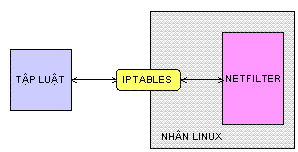 TẬP LUẬT
IPTABLES
NETFILTER
NHÂN LINUX